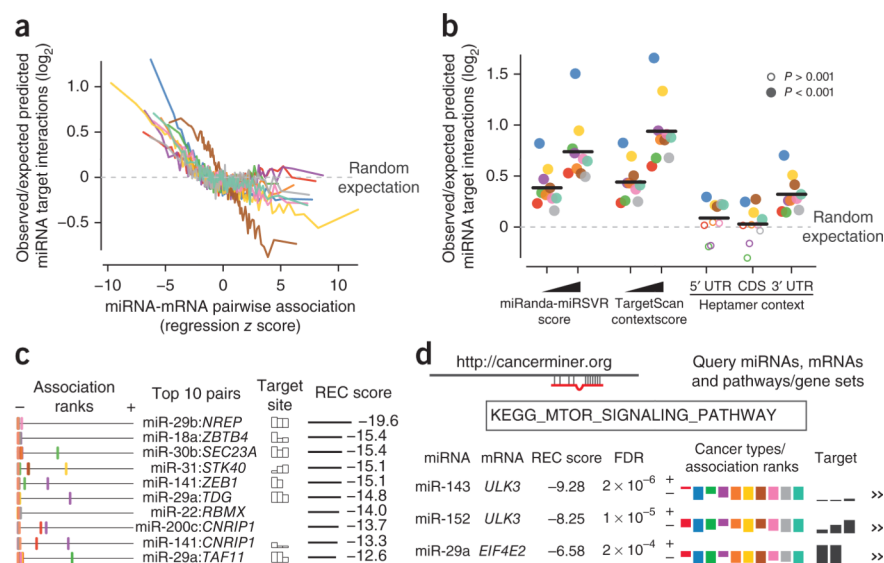 a
Observed/expected predicted
miRNA target interactions (log2)
1.0
0.5
0
−0.5
Random
expectation
−10
−5
0
5
10
miRNA-mRNA pairwise association
(regression z score)
b
Observed/expected predicted
miRNA target interactions (log2)
1.5
1.0
0.5
0
P > 0.001
P < 0.001
Random
expectation
miRanda-miRSVR
score
TargetScan
contextscore
5′ UTR CDS 3′ UTR
Heptamer context
c
Association
ranks
− +
Top 10 pairs
Target
site
REC score
miR-29b:NREP −19.6
miR-18a:ZBTB4 −15.4
miR-30b:SEC23A −15.4
miR-31:STK40 −15.1
miR-141:ZEB1 −15.1
miR-29a:TDG −14.8
miR-22:RBMX −14.0
miR-200c:CNRIP1 −13.7
miR-141:CNRIP1 −13.3
miR-29a:TAF11 −12.6
d
http://cancerminer.org
Query miRNAs, mRNAs
and pathways/gene sets
KEGG_MTOR_SIGNALING_PATHWAY
miRNA mRNA REC score FDR
Cancer types/
association ranks
Target
miR-143 ULK3 −9.28 2 × 10−6 + − »
miR-152 ULK3 −8.25 1 × 10−5 + − »
miR-29a EIF4E2 −6.58 2 × 10−4 + − »